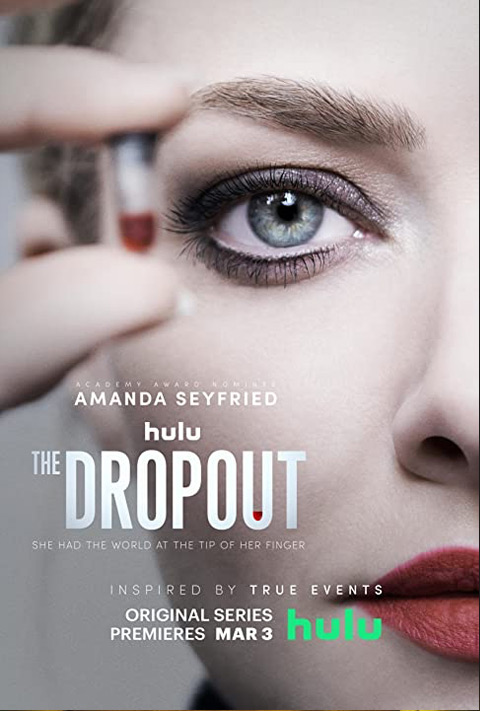 ACADEMY AWARD NOMINEE
AMANDA SEYFRIED
hulu
THE DROPOUT
SHE HAD THE WORLD AT THE TIP OF HER FINGER
INSPIRED BY TRUE EVENTS
ORIGINAL SERIES
PREMIERES MAR 3
hulu